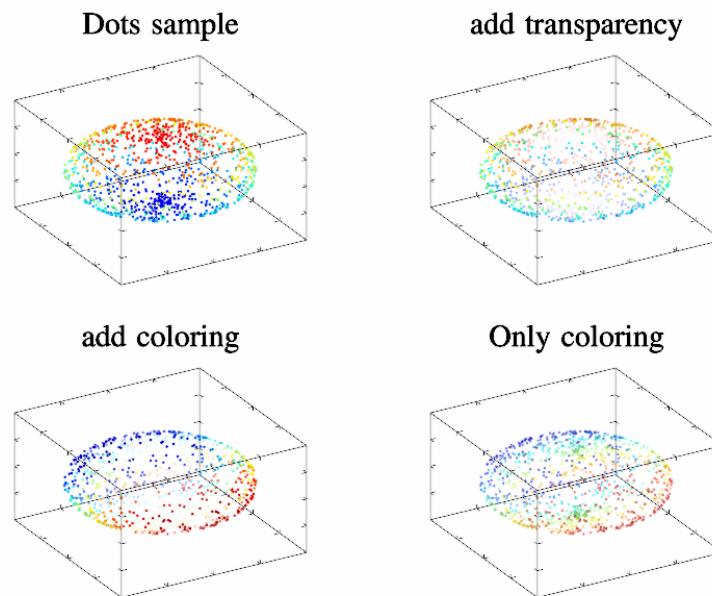 Dots sample
add transparency
add coloring
Only coloring